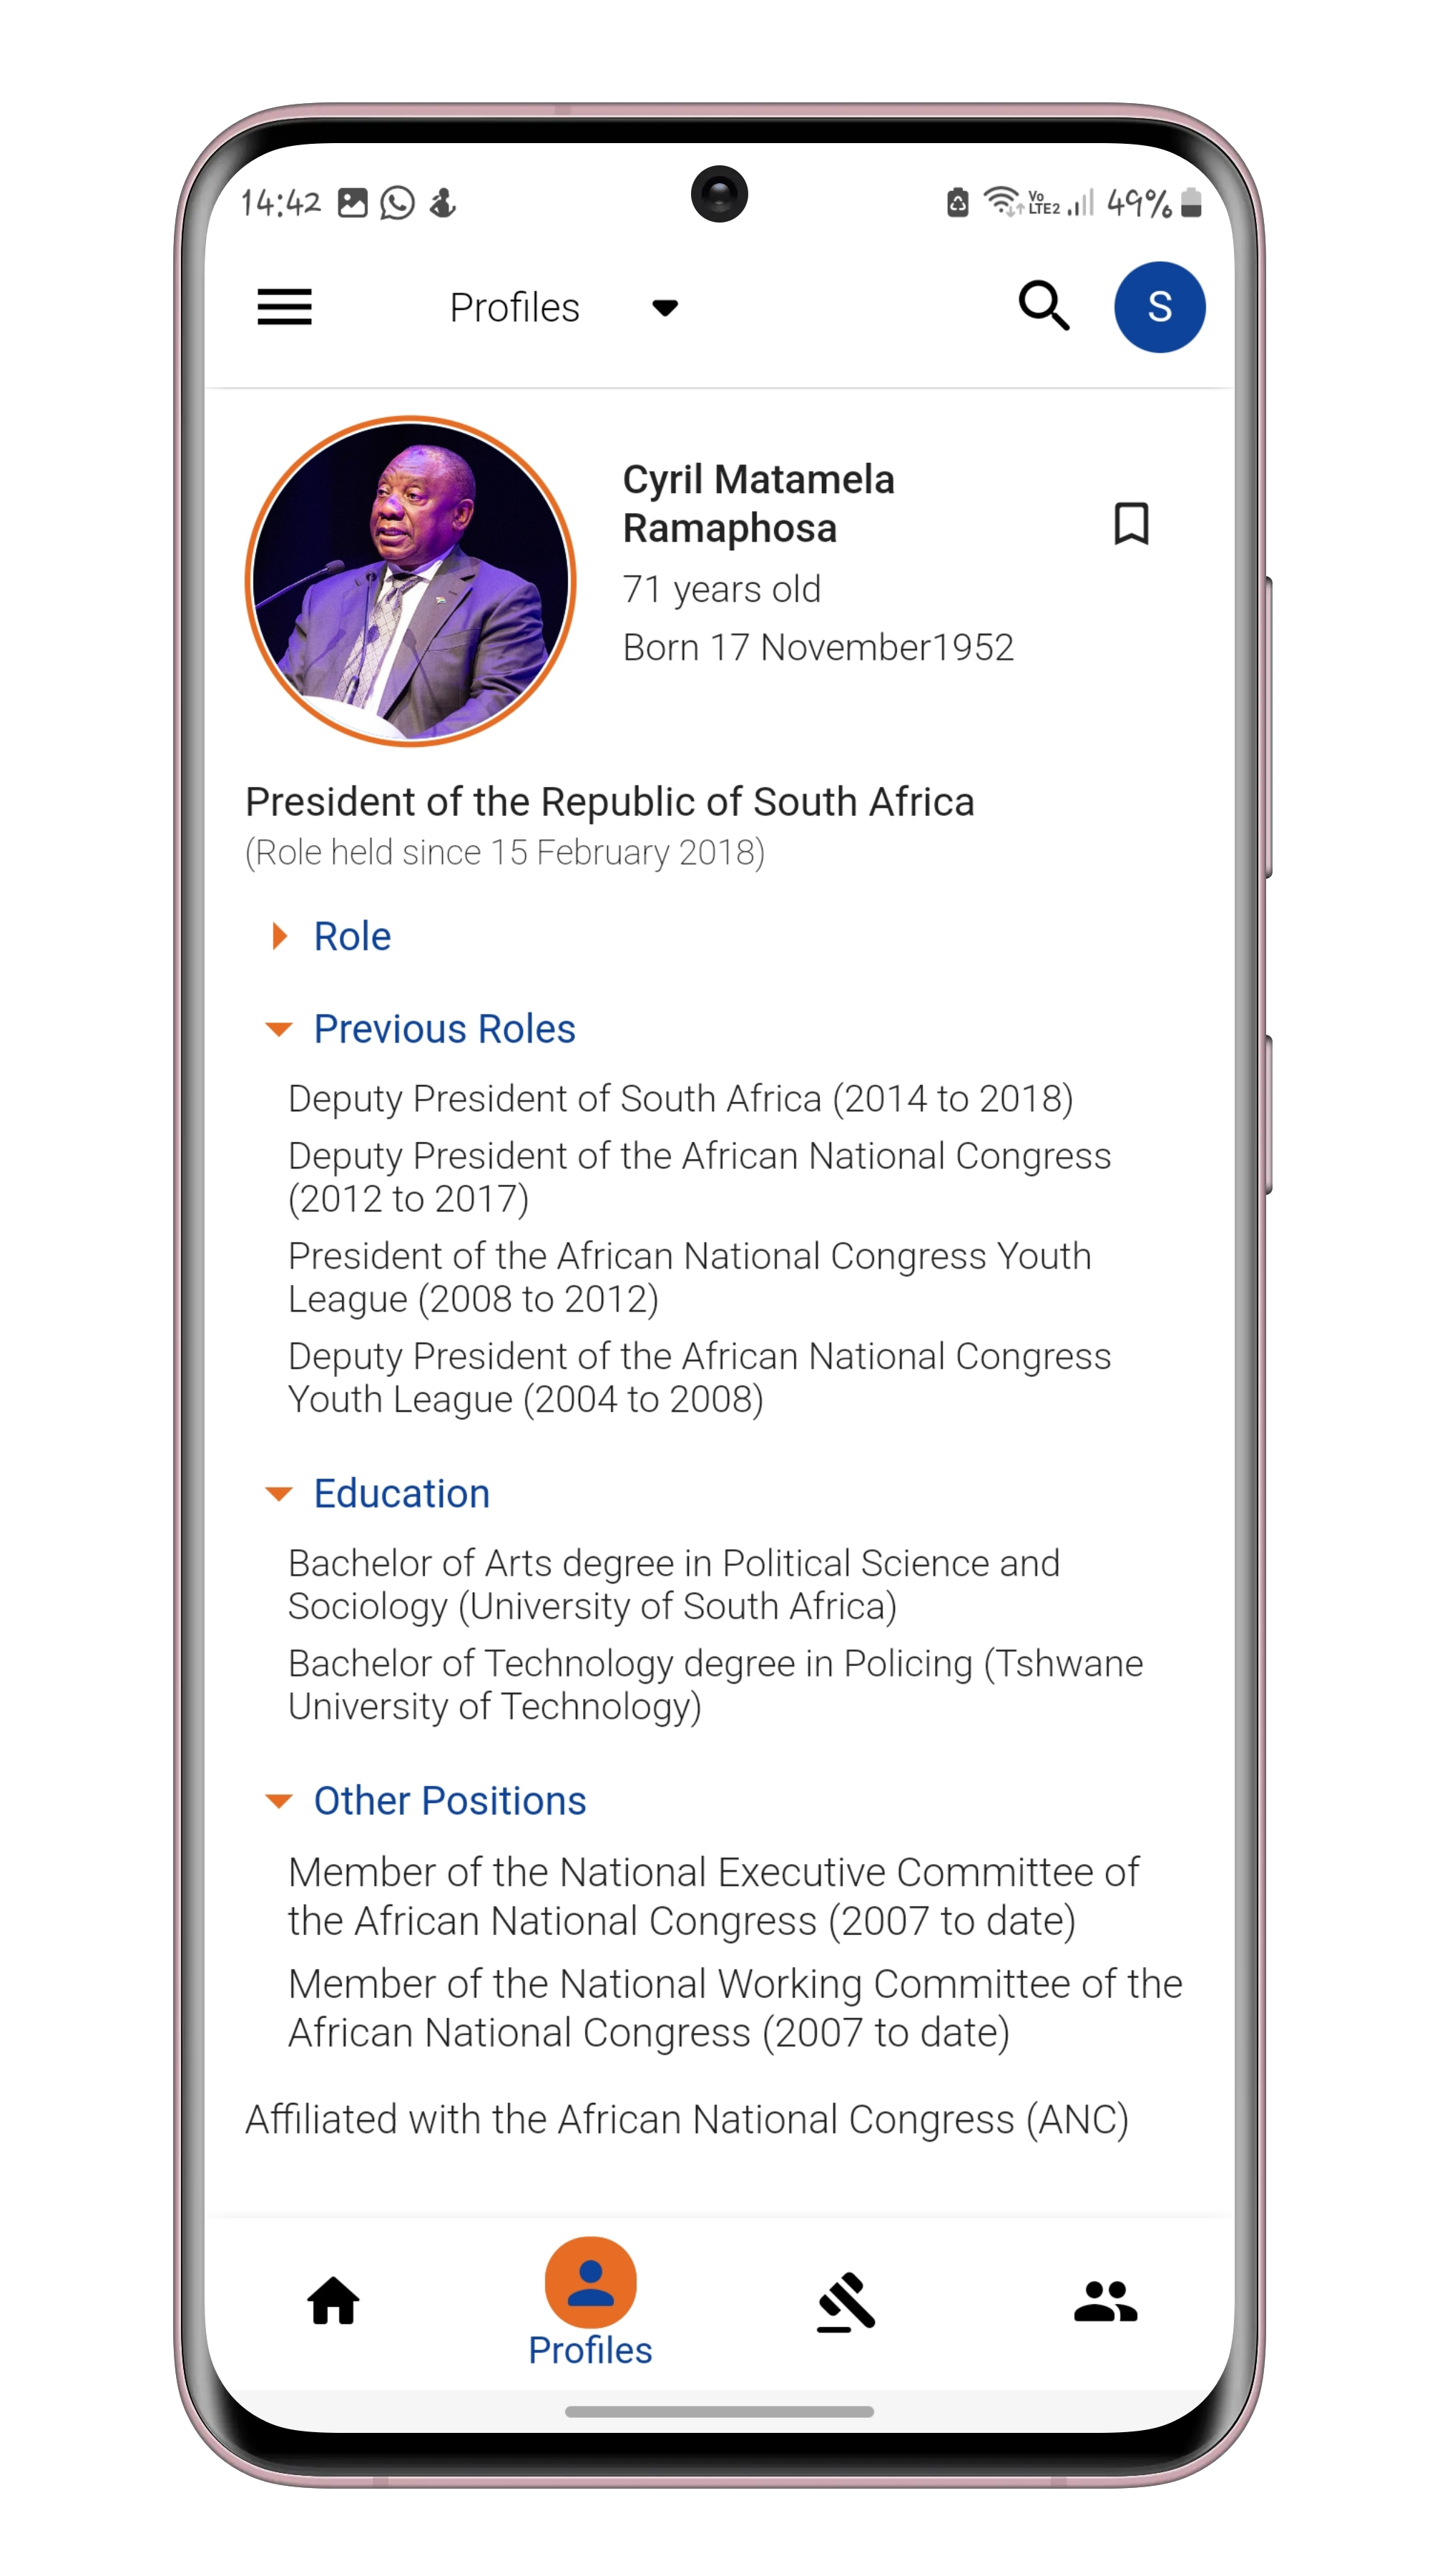 14:42
Vo LTE2 49%
Profiles
S
Cyril Matamela
Ramaphosa
71 years old
Born 17 November1952
President of the Republic of South Africa
(Role held since 15 February 2018)
Role
Previous Roles
Deputy President of South Africa (2014 to 2018)
Deputy President of the African National Congress
(2012 to 2017)
President of the African National Congress Youth
League (2008 to 2012)
Deputy President of the African National Congress
Youth League (2004 to 2008)
Education
Bachelor of Arts degree in Political Science and
Sociology (University of South Africa)
Bachelor of Technology degree in Policing (Tshwane
University of Technology)
Other Positions
Member of the National Executive Committee of
the African National Congress (2007 to date)
Member of the National Working Committee of the
African National Congress (2007 to date)
Affiliated with the African National Congress (ANC)
Profiles